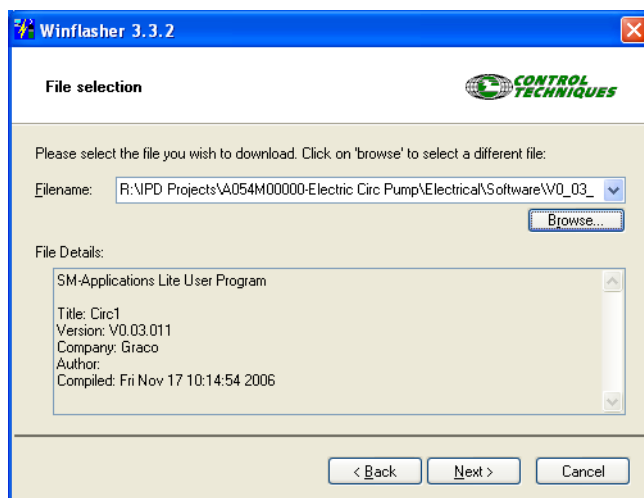 Winflasher 3.3.2
File selection
CONTROL
TECHNIQUES
Please select the file you wish to download. Click on 'browse' to select a different file:
Filename: R:\IPD Projects\A054M00000-Electric Circ Pump\Electrical\Software\V0_03_
Browse...
File Details:
SM-Applications Lite User Program
Title: Circ1
Version: V0.03.011
Company: Graco
Author:
Compiled: Fri Nov 17 10:14:54 2006
< Back Next > Cancel